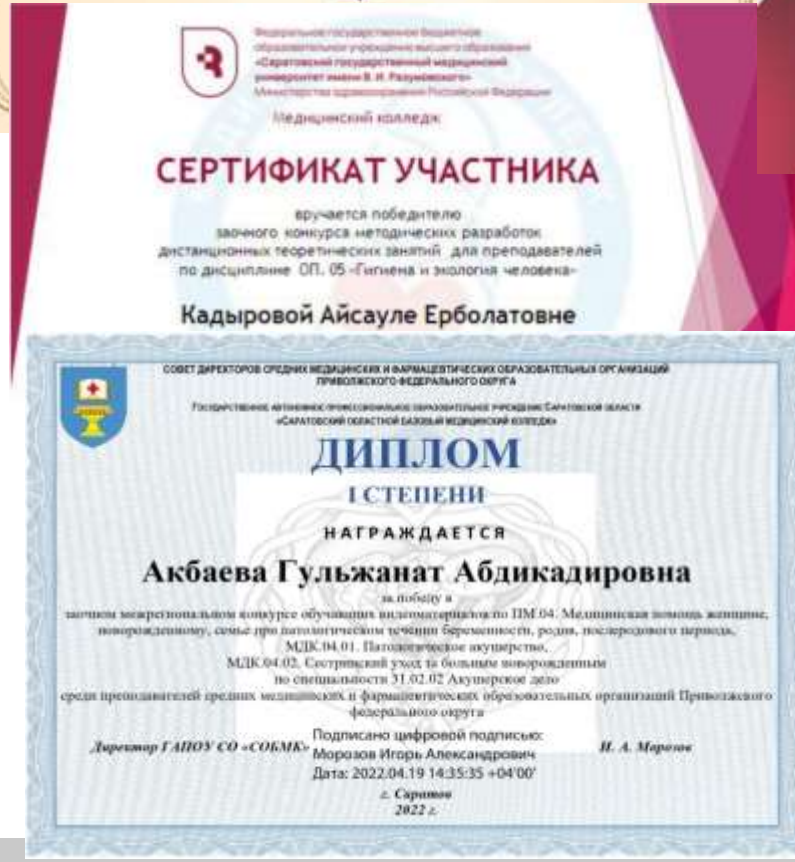 Федеральное государственное бюджетное
образовательное учреждение высшего образования
«Саратовский государственный медицинский
университет имени В. И. Разумовского»
Министерства здравоохранения Российской Федерации
Медицинский колледж
СЕРТИФИКАТ УЧАСТНИКА
вручается победителю
заочного конкурса методических разработок
дистанционных теоретических занятий для преподавателей
по дисциплине ОП. 05 «Гигиена и экология человека»
Кадыровой Айсауле Ерболатовне
СОВЕТ ДИРЕКТОРОВ СРЕДНИХ МЕДИЦИНСКИХ И ФАРМАЦЕВТИЧЕСКИХ ОБРАЗОВАТЕЛЬНЫХ ОРГАНИЗАЦИЙ
ПРИВОЛЖСКОГО ФЕДЕРАЛЬНОГО ОКРУГА
Государственное автономное профессиональное образовательное учреждение Саратовской области
«Саратовский областной базовый медицинский колледж»
ДИПЛОМ
I СТЕПЕНИ
НАГРАЖДАЕТСЯ
Акбаева Гульжанат Абдикадировна
за победу в
заочном межрегиональном конкурсе обучающих видеоматериалов по ПМ.04. Медицинская помощь женщине,
новорожденному, семье при патологическом течении беременности, родов, послеродового периода,
МДК.04.01. Патологическое акушерство,
МДК.04.02. Сестринский уход за больным новорожденным
по специальности 31.02.02 Акушерское дело
среди преподавателей средних медицинских и фармацевтических образовательных организаций Приволжского
федерального округа
Директор ГАПОУ СО «СОБМК»
Подписано цифровой подписью:
Морозов Игорь Александрович
Дата: 2022.04.19 14:35:35 +04'00'
И. А. Морозов
г. Саратов
2022 г.